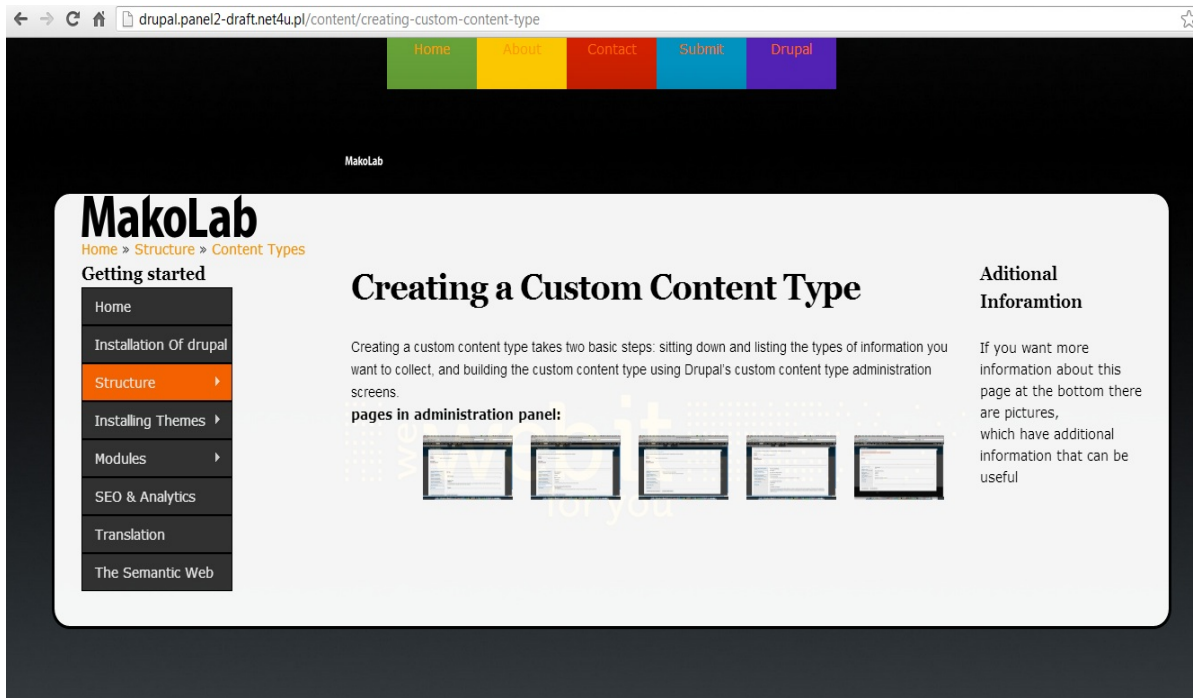 drupal.panel2-draft.net4u.pl/content/creating-custom-content-type
Home About Contact Submit Drupal
MakoLab
MakoLab
Home » Structure » Content Types
Getting started
Home
Installation Of drupal
Structure
Installing Themes
Modules
SEO & Analytics
Translation
The Semantic Web
Creating a Custom Content Type
Creating a custom content type takes two basic steps: sitting down and listing the types of information you
want to collect, and building the custom content type using Drupal's custom content type administration
screens.
pages in administration panel:
we web it
for you
Aditional
Inforamtion
If you want more
information about this
page at the bottom there
are pictures,
which have additional
information that can be
useful